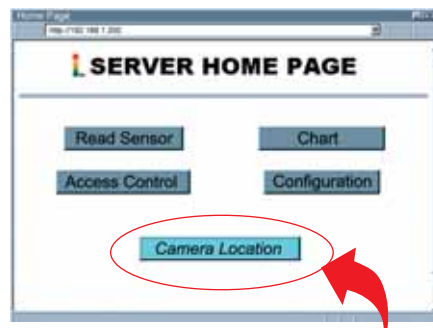 Home Page
http://192.168.1.200
i SERVER HOME PAGE
Read Sensor
Chart
Access Control
Configuration
Camera Location